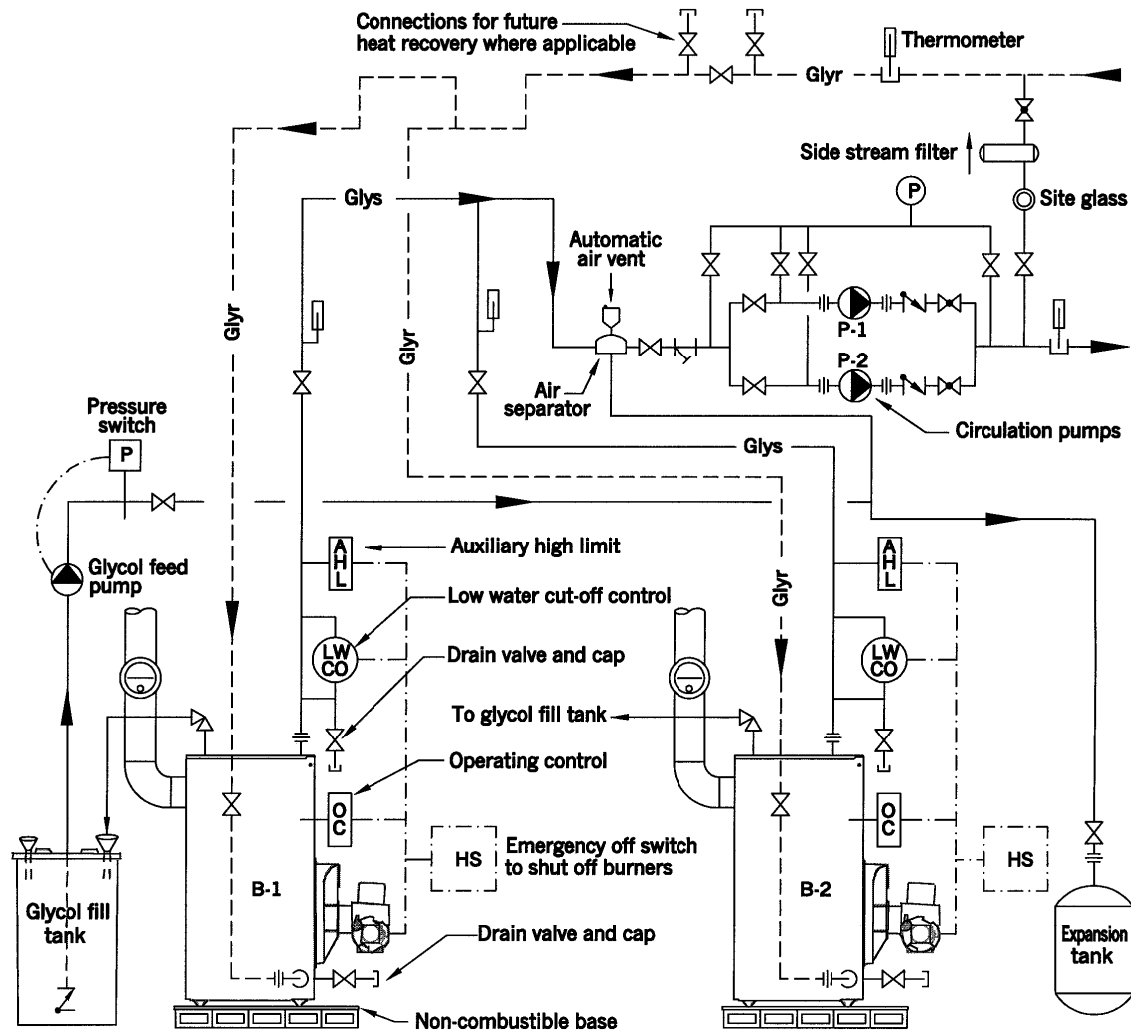 Connections for future
heat recovery where applicable
Thermometer
Glyr
Side stream filter
P
Glys
Site glass
Automatic
air vent
Glyr
Glyr
P-1
P-2
Air
separator
Circulation pumps
Pressure
switch
P
Glys
Glycol feed
pump
A
H
L
Auxiliary high limit
A
H
L
Glyr
Low water cut-off control
LW
CO
LW
CO
Drain valve and cap
To glycol fill tank
Operating control
O
C
O
C
Emergency off switch
to shut off burners
HS
HS
B-1
B-2
Glycol fill
tank
Drain valve and cap
Expansion
tank
Non-combustible base